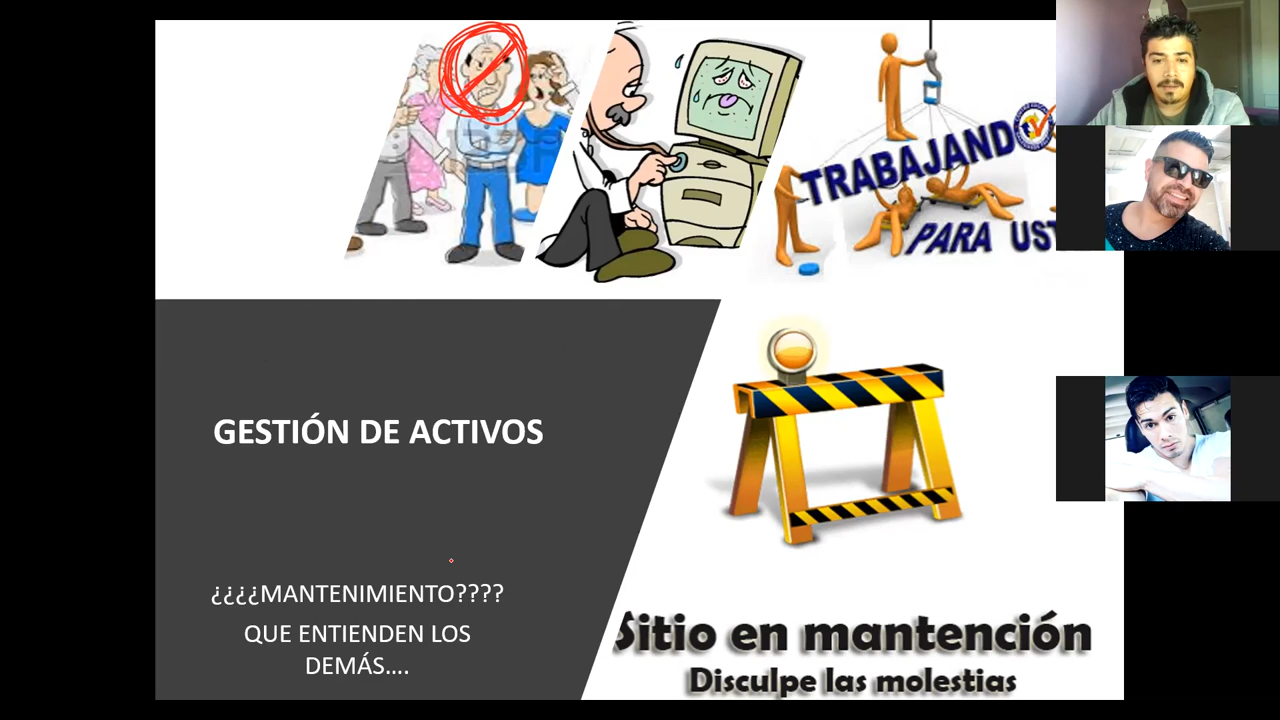 TRABAJANDO
PARA UST
GESTIÓN DE ACTIVOS
¿¿¿¿MANTENIMIENTO????
QUE ENTIENDEN LOS
DEMÁS....
Sitio en mantención
Disculpe las molestias